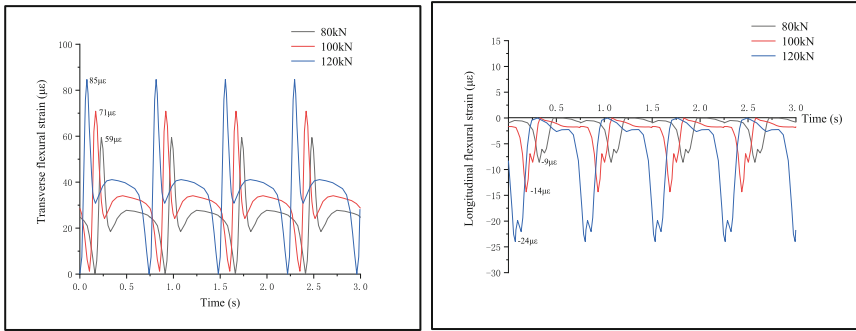 80kN
100kN
120kN
100
80
60
40
20
0
85με
71με
59με
0.0
0.5
1.0
1.5
2.0
2.5
3.0
Time (s)
Transverse flexural strain (με)
80kN
100kN
120kN
15
10
5
0
−5
−10
−15
−20
−25
−30
0.5
1.0
1.5
2.0
2.5
3.0
Time (s)
-9με
-14με
-24με
Longitudinal flexural strain (με)